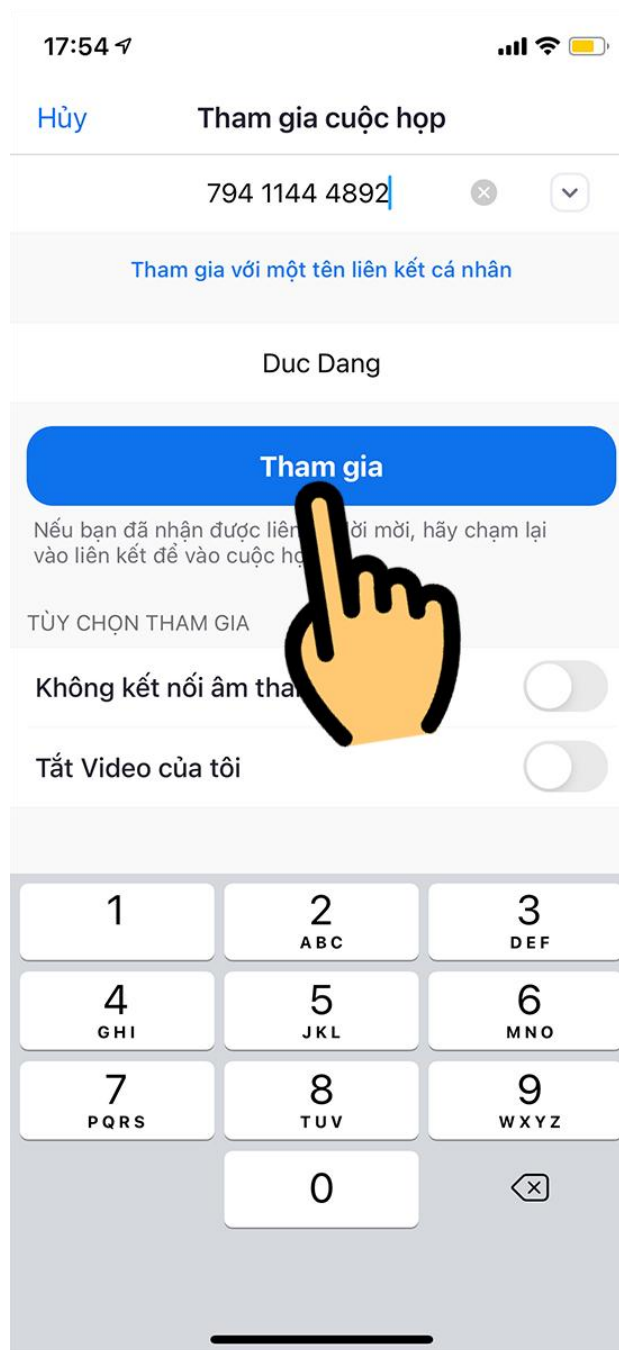 17:54
Hủy Tham gia cuộc họp
794 1144 4892
Tham gia với một tên liên kết cá nhân
Duc Dang
Tham gia
Nếu bạn đã nhận được liên lời mời, hãy chạm lại
vào liên kết để vào cuộc
TÙY CHỌN THAM GIA
Không kết nối âm
Tắt Video của tôi
1 2 3
ABC DEF
4 5 6
GHI JKL MNO
7 8 9
PQRS TUV WXYZ
0